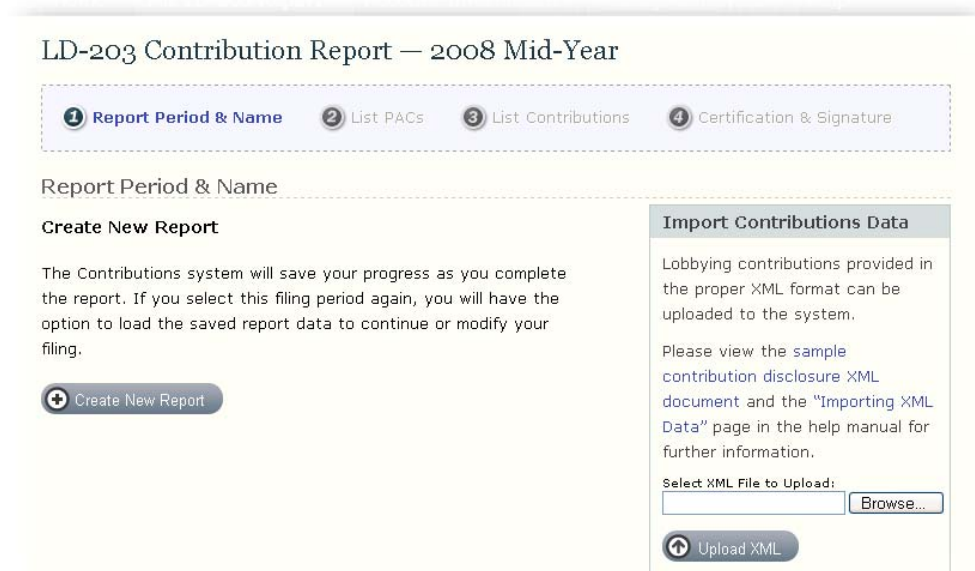 LD-203 Contribution Report — 2008 Mid-Year
1 Report Period & Name
2 List PACs
3 List Contributions
4 Certification & Signature
Report Period & Name
Create New Report
The Contributions system will save your progress as you complete
the report. If you select this filing period again, you will have the
option to load the saved report data to continue or modify your
filing.
Create New Report
Import Contributions Data
Lobbying contributions provided in
the proper XML format can be
uploaded to the system.
Please view the sample
contribution disclosure XML
document and the “Importing XML
Data” page in the help manual for
further information.
Select XML File to Upload:
Browse...
Upload XML